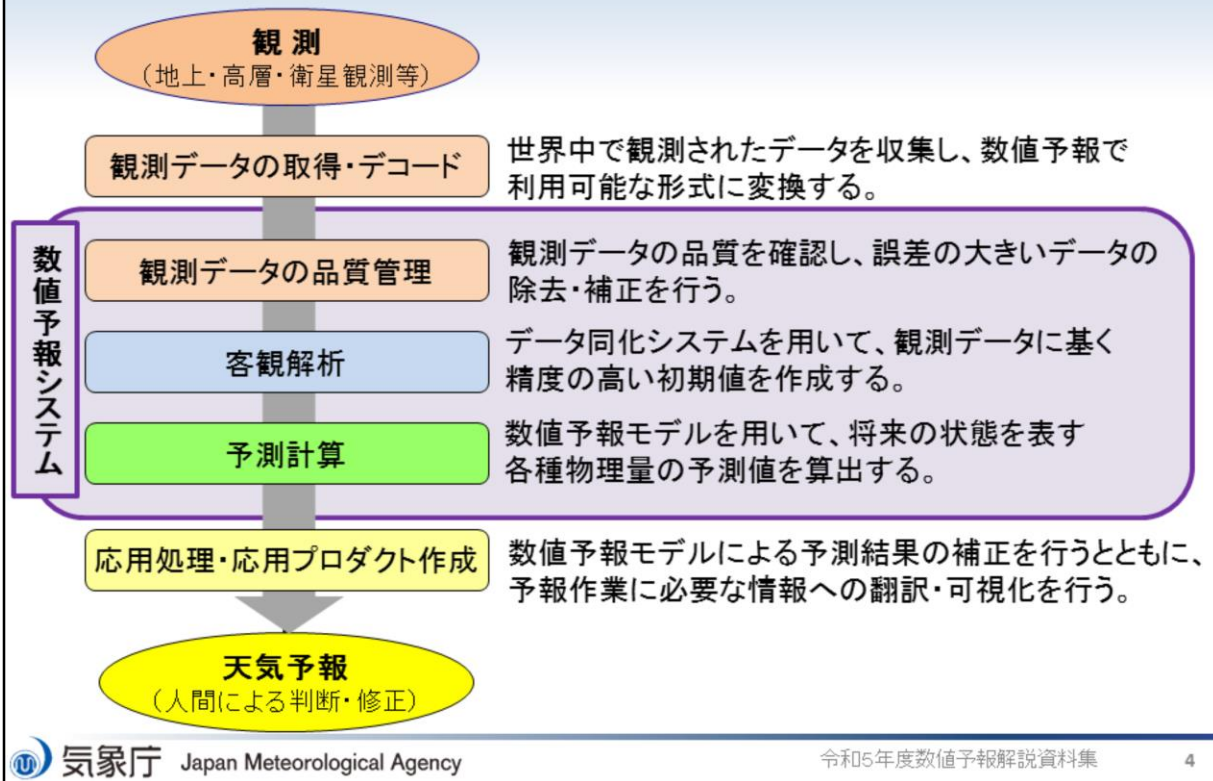 観 測
（地上・高層・衛星観測等）
観測データの取得・デコード
世界中で観測されたデータを収集し、数値予報で
利用可能な形式に変換する。
数値予報システム
観測データの品質管理
観測データの品質を確認し、誤差の大きいデータの
除去・補正を行う。
客観解析
データ同化システムを用いて、観測データに基く
精度の高い初期値を作成する。
予測計算
数値予報モデルを用いて、将来の状態を表す
各種物理量の予測値を算出する。
応用処理・応用プロダクト作成
数値予報モデルによる予測結果の補正を行うとともに、
予報作業に必要な情報への翻訳・可視化を行う。
天気予報
（人間による判断・修正）
気象庁 Japan Meteorological Agency
令和5年度数値予報解説資料集
4